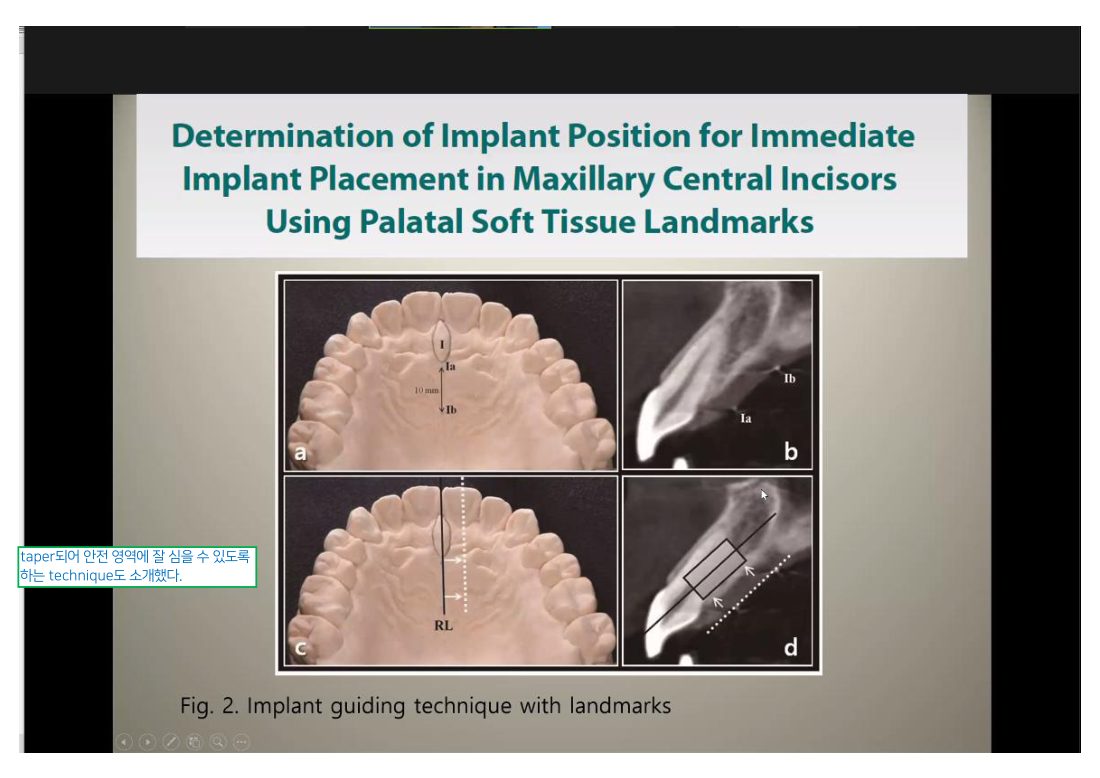 Determination of Implant Position for Immediate
Implant Placement in Maxillary Central Incisors
Using Palatal Soft Tissue Landmarks
I
Ia
10 mm
Ib
a
Ib
Ia
b
RL
c
d
taper되어 안전 영역에 잘 심을 수 있도록
하는 technique도 소개했다.
Fig. 2. Implant guiding technique with landmarks